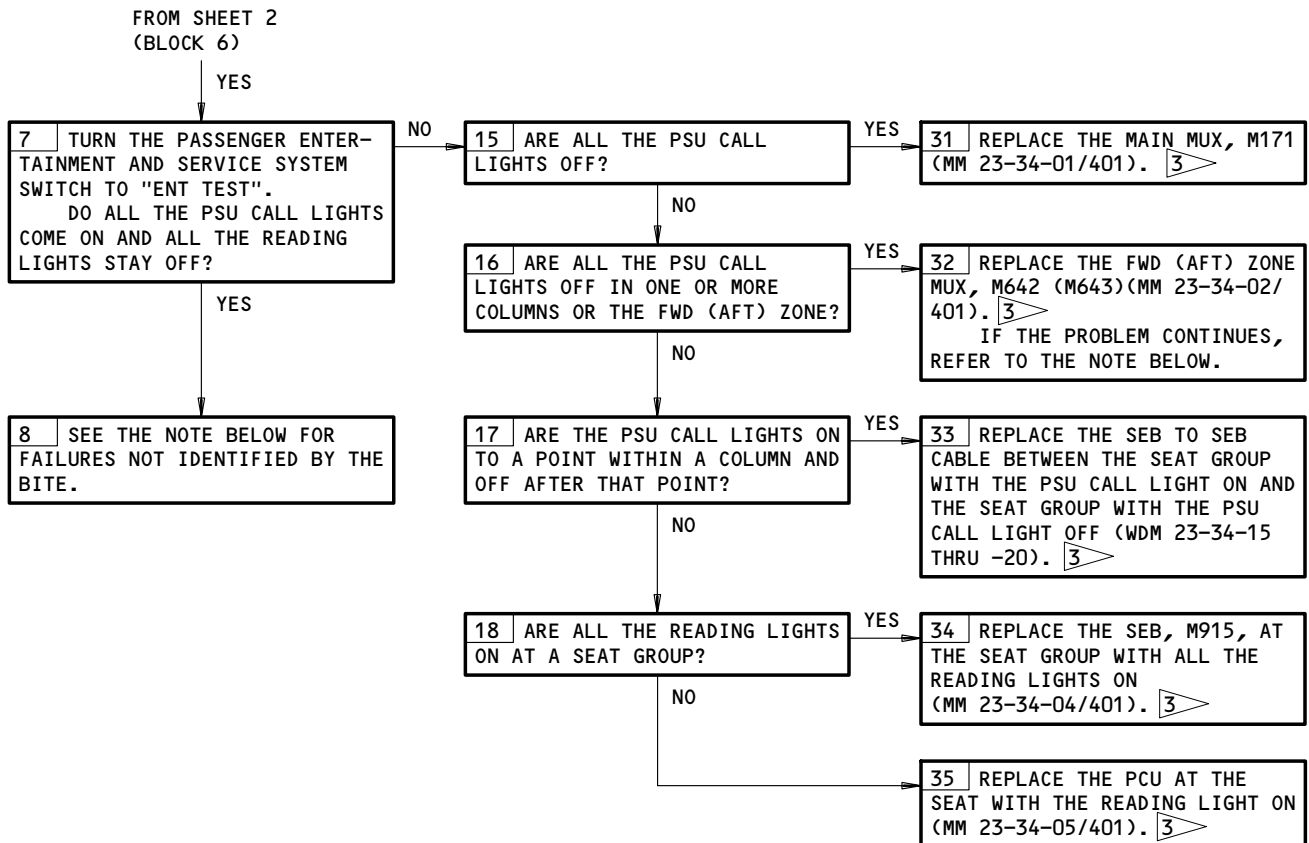 FROM SHEET 2
(BLOCK 6)
YES
7 TURN THE PASSENGER ENTER-
TAINMENT AND SERVICE SYSTEM
SWITCH TO "ENT TEST".
DO ALL THE PSU CALL LIGHTS
COME ON AND ALL THE READING
LIGHTS STAY OFF?
NO
YES
8 SEE THE NOTE BELOW FOR
FAILURES NOT IDENTIFIED BY THE
BITE.
15 ARE ALL THE PSU CALL
LIGHTS OFF?
YES
NO
31 REPLACE THE MAIN MUX, M171
(MM 23-34-01/401). 3
16 ARE ALL THE PSU CALL
LIGHTS OFF IN ONE OR MORE
COLUMNS OR THE FWD (AFT) ZONE?
YES
NO
32 REPLACE THE FWD (AFT) ZONE
MUX, M642 (M643)(MM 23-34-02/
401). 3
IF THE PROBLEM CONTINUES,
REFER TO THE NOTE BELOW.
17 ARE THE PSU CALL LIGHTS ON
TO A POINT WITHIN A COLUMN AND
OFF AFTER THAT POINT?
YES
NO
33 REPLACE THE SEB TO SEB
CABLE BETWEEN THE SEAT GROUP
WITH THE PSU CALL LIGHT ON AND
THE SEAT GROUP WITH THE PSU
CALL LIGHT OFF (WDM 23-34-15
THRU -20). 3
18 ARE ALL THE READING LIGHTS
ON AT A SEAT GROUP?
YES
NO
34 REPLACE THE SEB, M915, AT
THE SEAT GROUP WITH ALL THE
READING LIGHTS ON
(MM 23-34-04/401). 3
35 REPLACE THE PCU AT THE
SEAT WITH THE READING LIGHT ON
(MM 23-34-05/401). 3